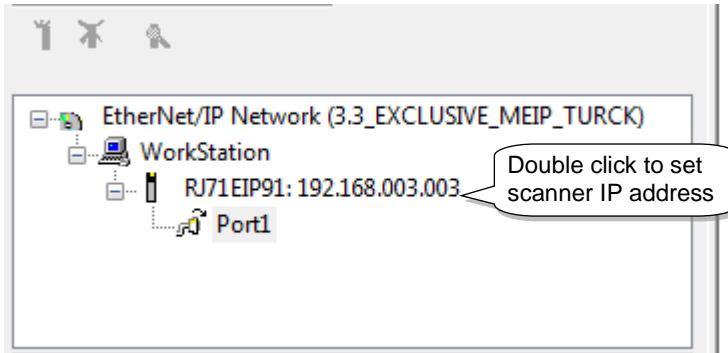 EtherNet/IP Network (3.3_EXCLUSIVE_MEIP_TURCK)
WorkStation
RJ71EIP91: 192.168.003.003
Double click to set
scanner IP address
Port1